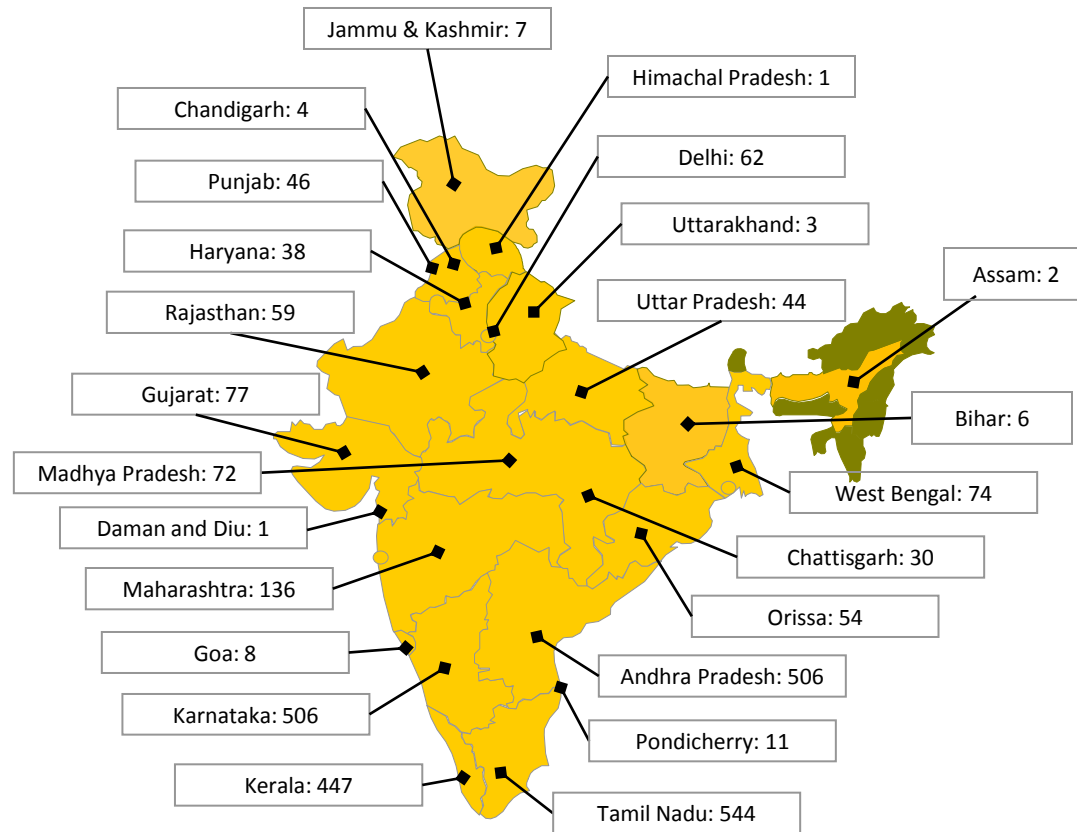 Jammu & Kashmir: 7
Himachal Pradesh: 1
Chandigarh: 4
Delhi: 62
Punjab: 46
Uttarakhand: 3
Haryana: 38
Assam: 2
Uttar Pradesh: 44
Rajasthan: 59
Gujarat: 77
Bihar: 6
Madhya Pradesh: 72
West Bengal: 74
Daman and Diu: 1
Chattisgarh: 30
Maharashtra: 136
Orissa: 54
Goa: 8
Andhra Pradesh: 506
Karnataka: 506
Pondicherry: 11
Kerala: 447
Tamil Nadu: 544